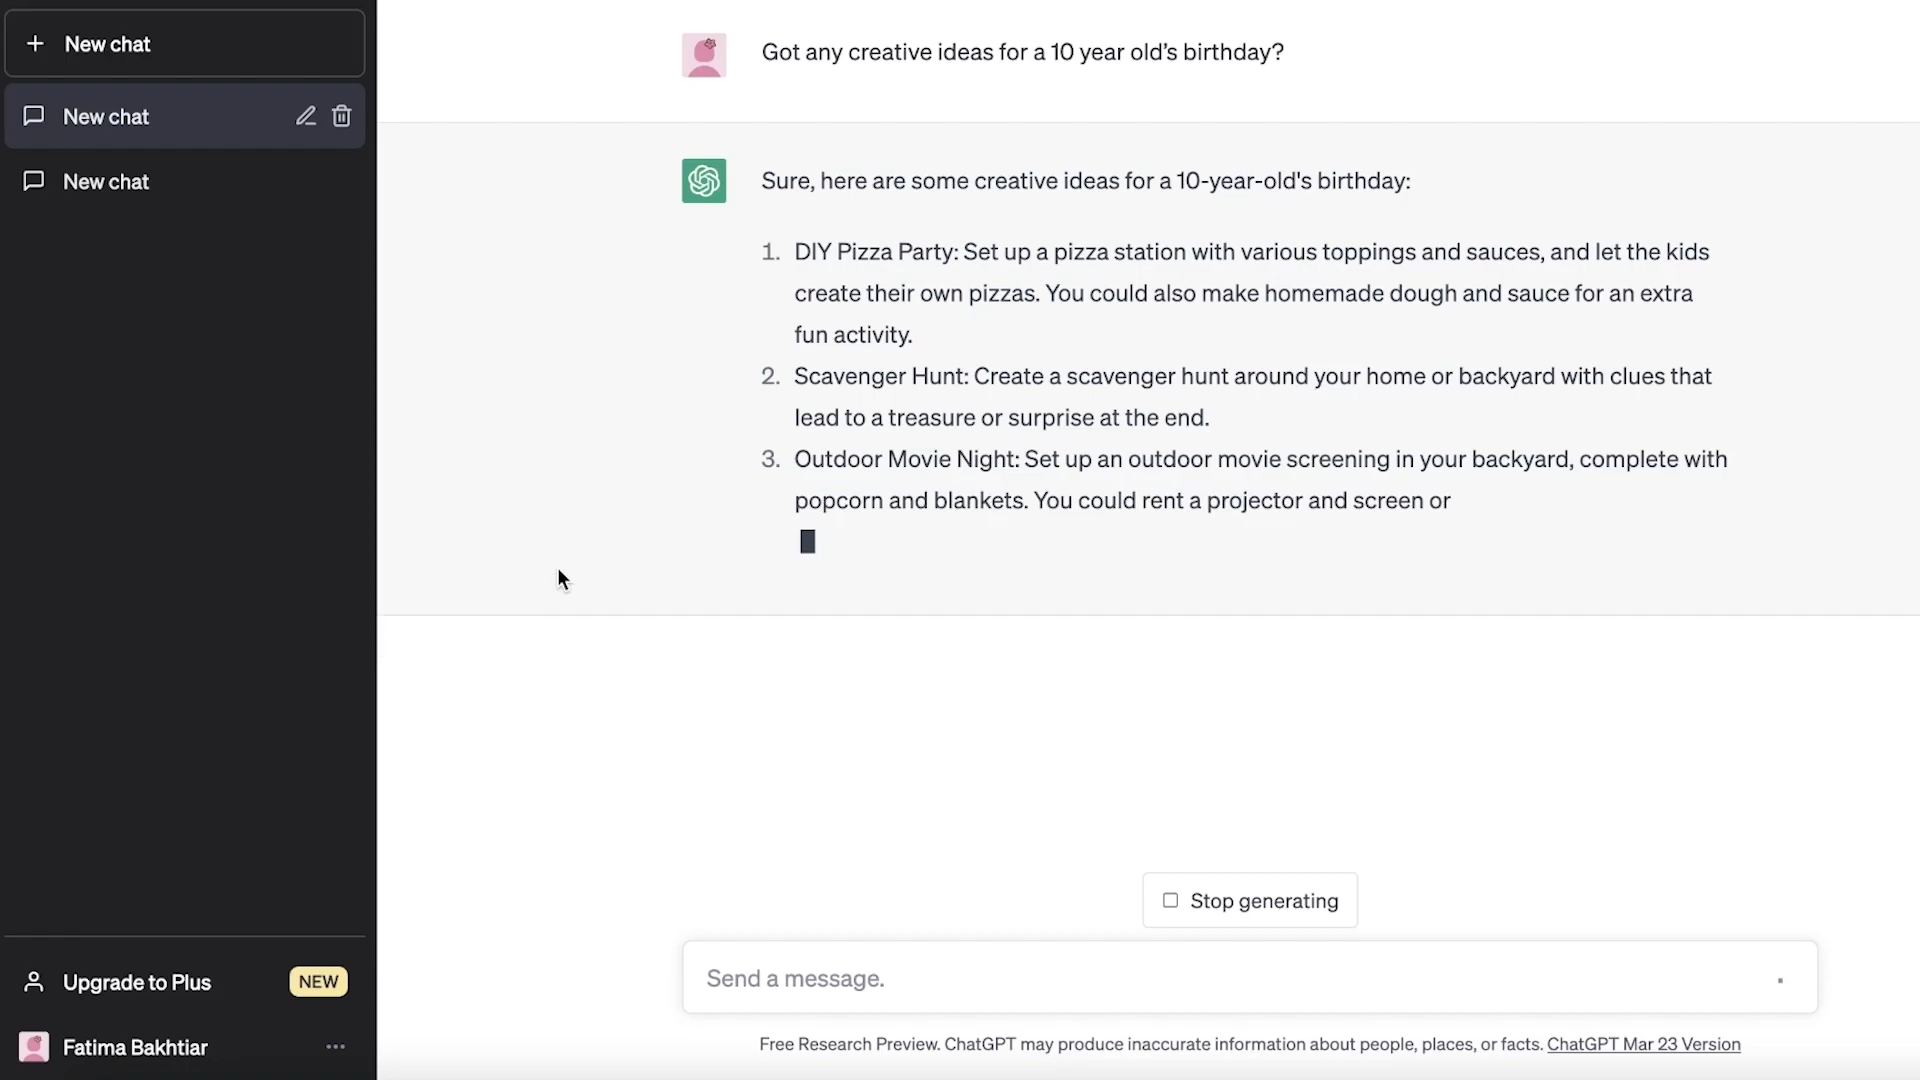 New chat
New chat
New chat
Upgrade to Plus NEW
Fatima Bakhtiar
Got any creative ideas for a 10 year old’s birthday?
Sure, here are some creative ideas for a 10-year-old's birthday:
1. DIY Pizza Party: Set up a pizza station with various toppings and sauces, and let the kids
create their own pizzas. You could also make homemade dough and sauce for an extra
fun activity.
2. Scavenger Hunt: Create a scavenger hunt around your home or backyard with clues that
lead to a treasure or surprise at the end.
3. Outdoor Movie Night: Set up an outdoor movie screening in your backyard, complete with
popcorn and blankets. You could rent a projector and screen or
Stop generating
Send a message.
Free Research Preview. ChatGPT may produce inaccurate information about people, places, or facts. ChatGPT Mar 23 Version